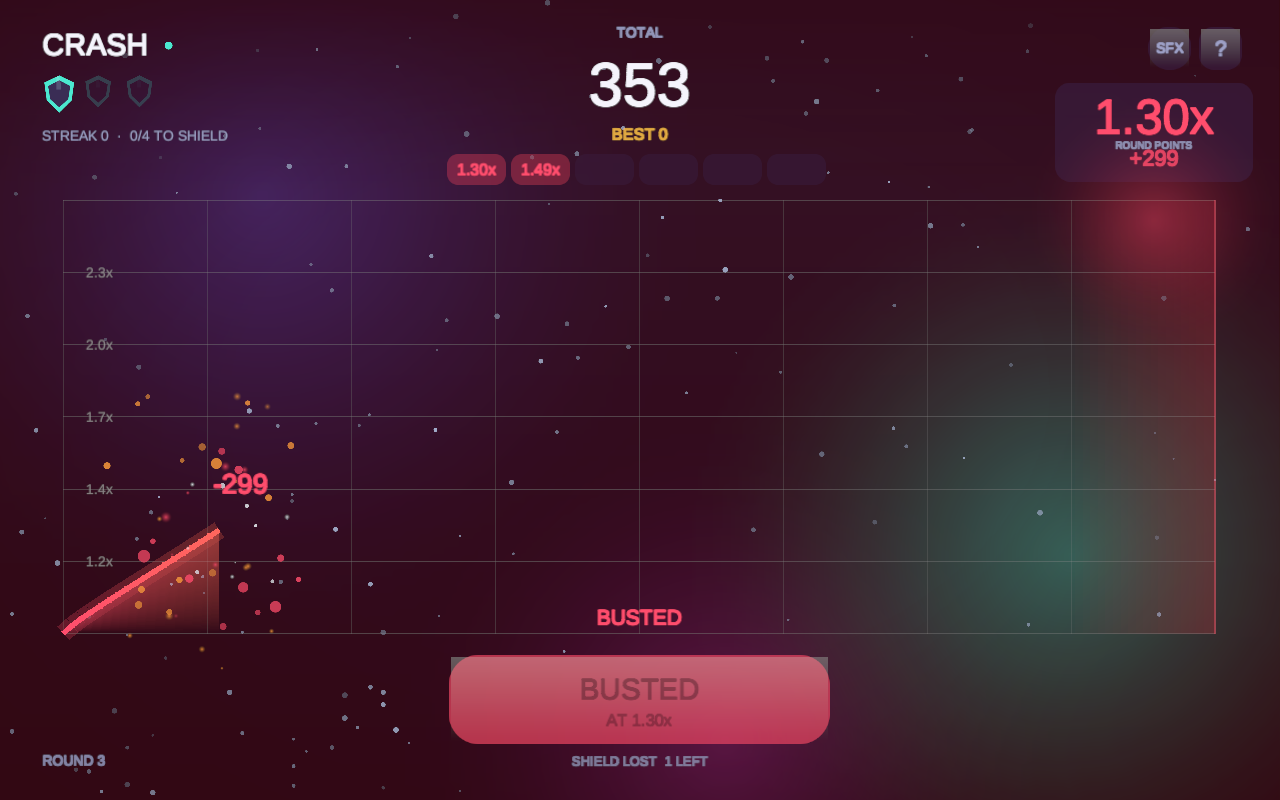 CRASH
STREAK 0 · 0/4 TO SHIELD
TOTAL
353
BEST 0
1.30x 1.49x
SFX ?
1.30x
ROUND POINTS
+299
2.3x
2.0x
1.7x
1.4x
1.2x
-299
BUSTED
BUSTED
AT 1.30x
ROUND 3
SHIELD LOST 1 LEFT